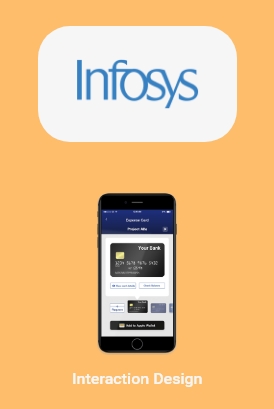 Infosys
Expense Card
Project Alfa
Your Bank
Add to Apple Wallet
Interaction Design